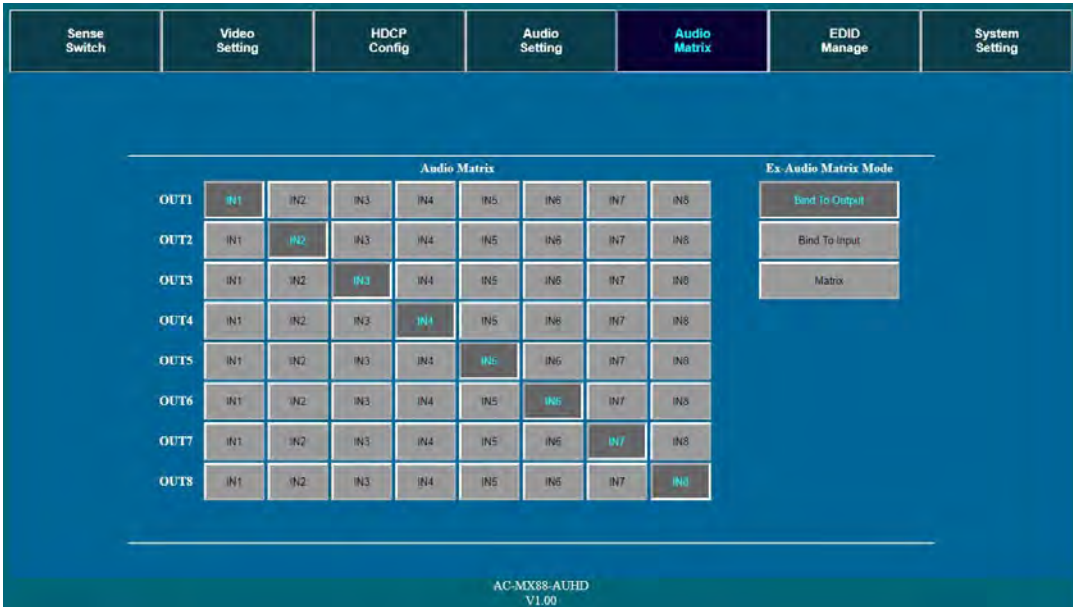 Sense Switch
Video Setting
HDCP Config
Audio Setting
Audio Matrix
EDID Manage
System Setting
Audio Matrix Ex-Audio Matrix Mode
OUT1 IN1 IN2 IN3 IN4 IN5 IN6 IN7 IN8 Bind To Output
OUT2 IN1 IN2 IN3 IN4 IN5 IN6 IN7 IN8 Bind To Input
OUT3 IN1 IN2 IN3 IN4 IN5 IN6 IN7 IN8 Matrix
OUT4 IN1 IN2 IN3 IN4 IN5 IN6 IN7 IN8
OUT5 IN1 IN2 IN3 IN4 IN5 IN6 IN7 IN8
OUT6 IN1 IN2 IN3 IN4 IN5 IN6 IN7 IN8
OUT7 IN1 IN2 IN3 IN4 IN5 IN6 IN7 IN8
OUT8 IN1 IN2 IN3 IN4 IN5 IN6 IN7 IN8
AC-MX88-AUHD
V1.00